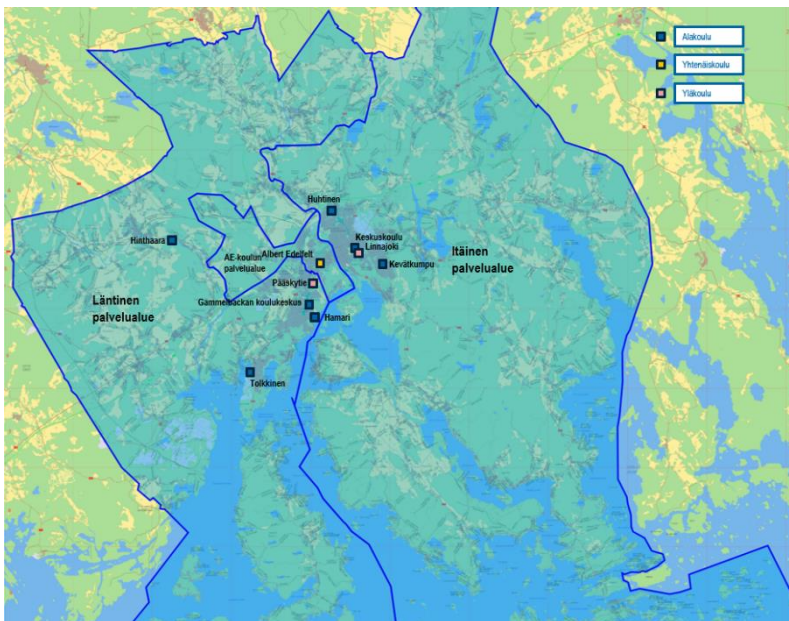 Alakoulu
Yhtenäiskoulu
Yläkoulu
Huhtinen
Hinthaara
Keskuskoulu
Linnajoki
Itäinen
palvelualue
Albert Edelfelt
AE-koulun
palvelualue
Kevätkumpu
Pääskytie
Läntinen
palvelualue
Gammelbackan koulukeskus
Hamari
Tolkkinen